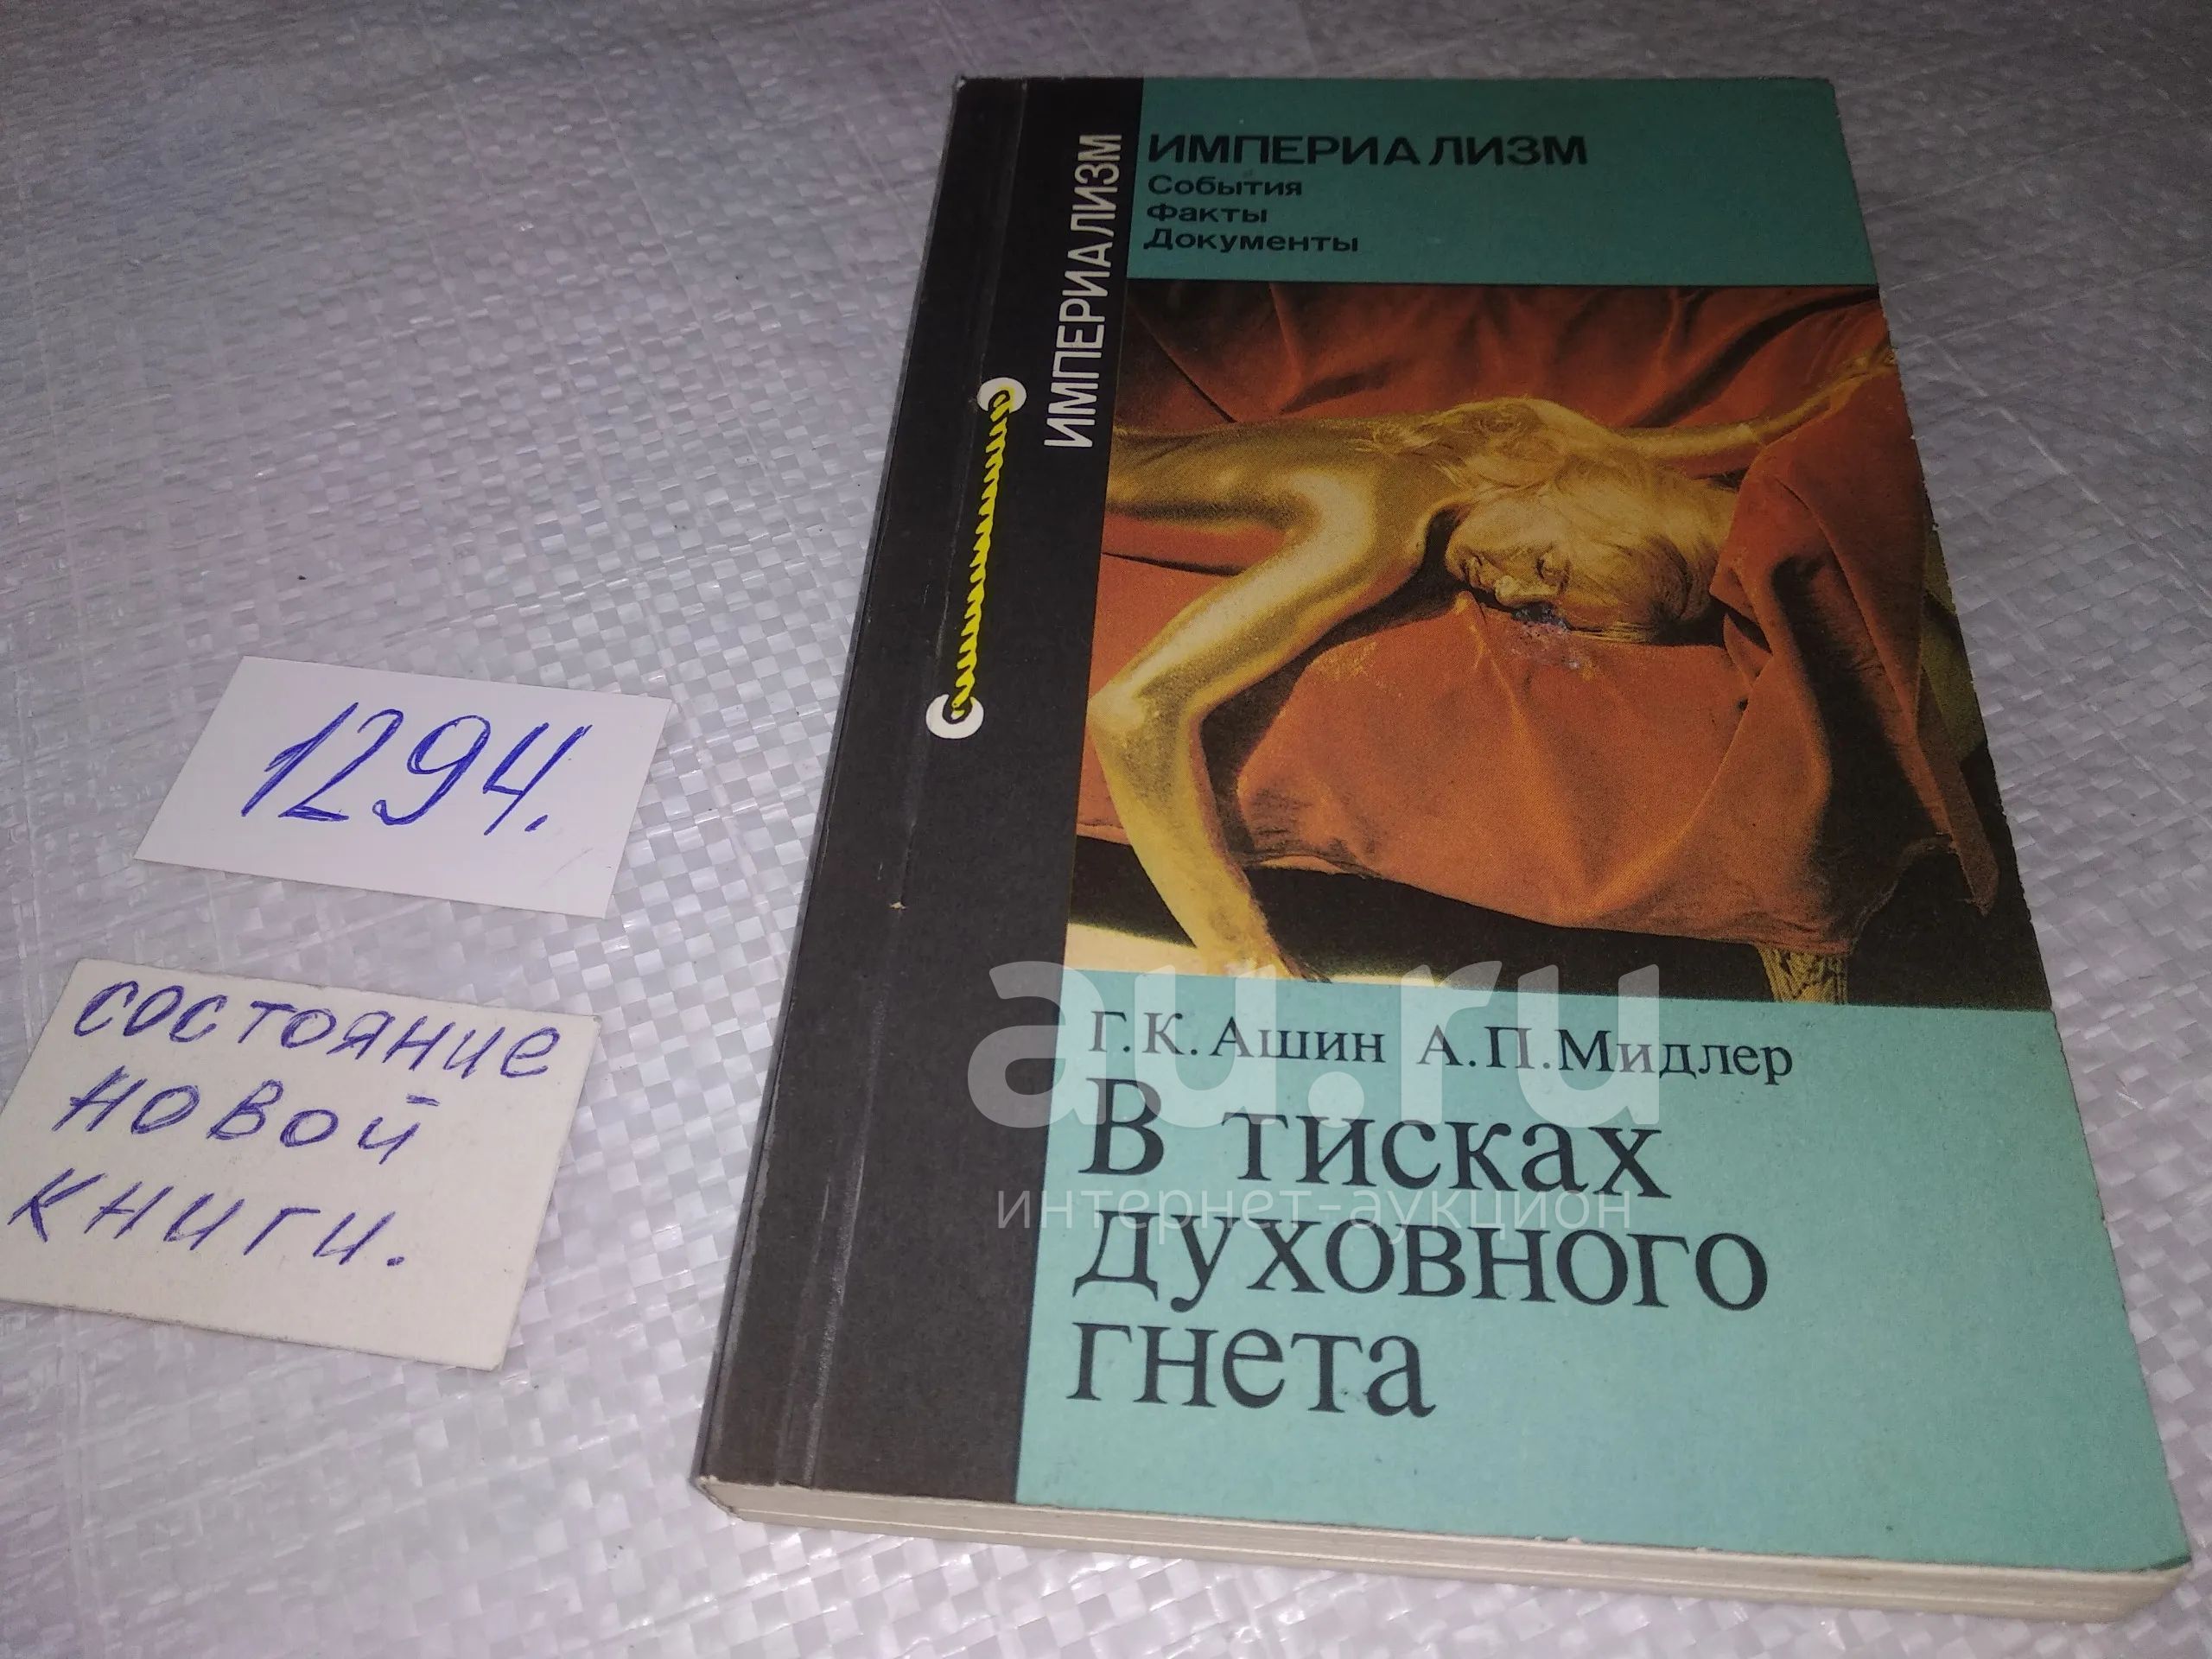 ИМПЕРИАЛИЗМ
События
Факты
Документы
ИМПЕРИАЛИЗМ
1294.
состояние
новой
книги.
Г.К.Ашин А.П.Мидлер
В тисках
духовного
гнета
au.ru
интернет-аукцион